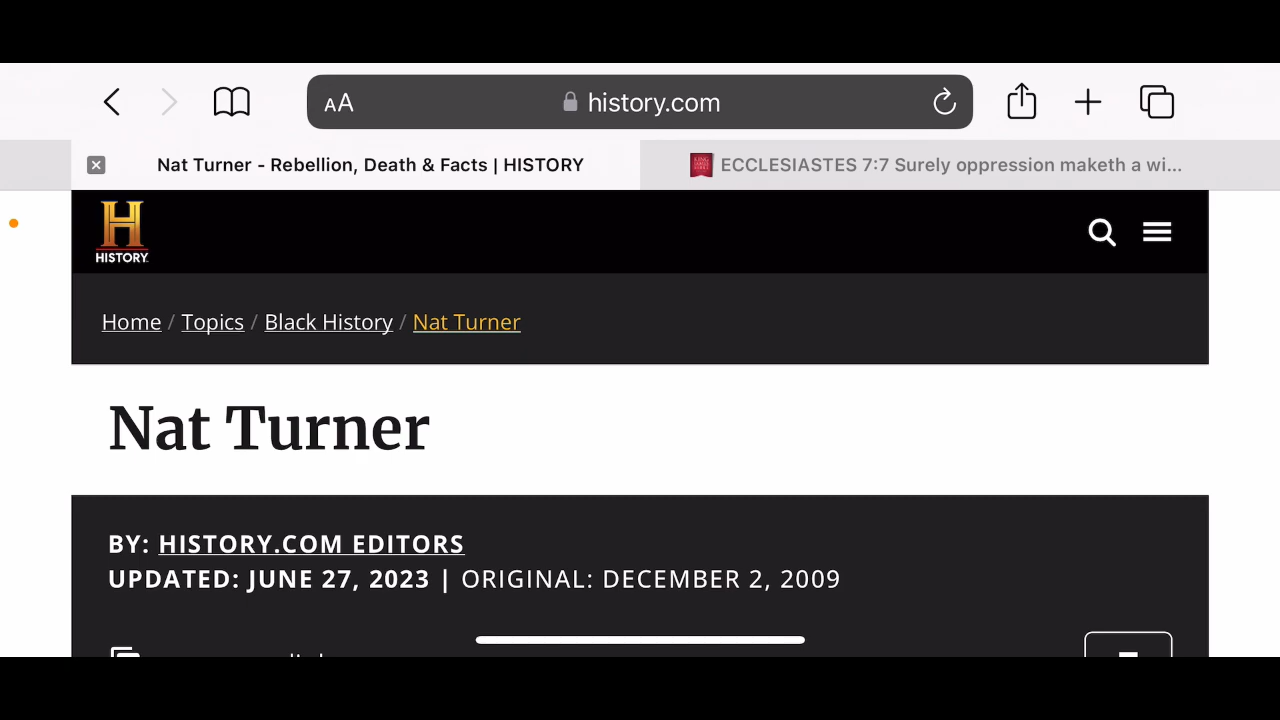 AA history.com
Nat Turner - Rebellion, Death & Facts | HISTORY ECCLESIASTES 7:7 Surely oppression maketh a wi...
H
HISTORY
Home / Topics / Black History / Nat Turner
Nat Turner
BY: HISTORY.COM EDITORS
UPDATED: JUNE 27, 2023 | ORIGINAL: DECEMBER 2, 2009